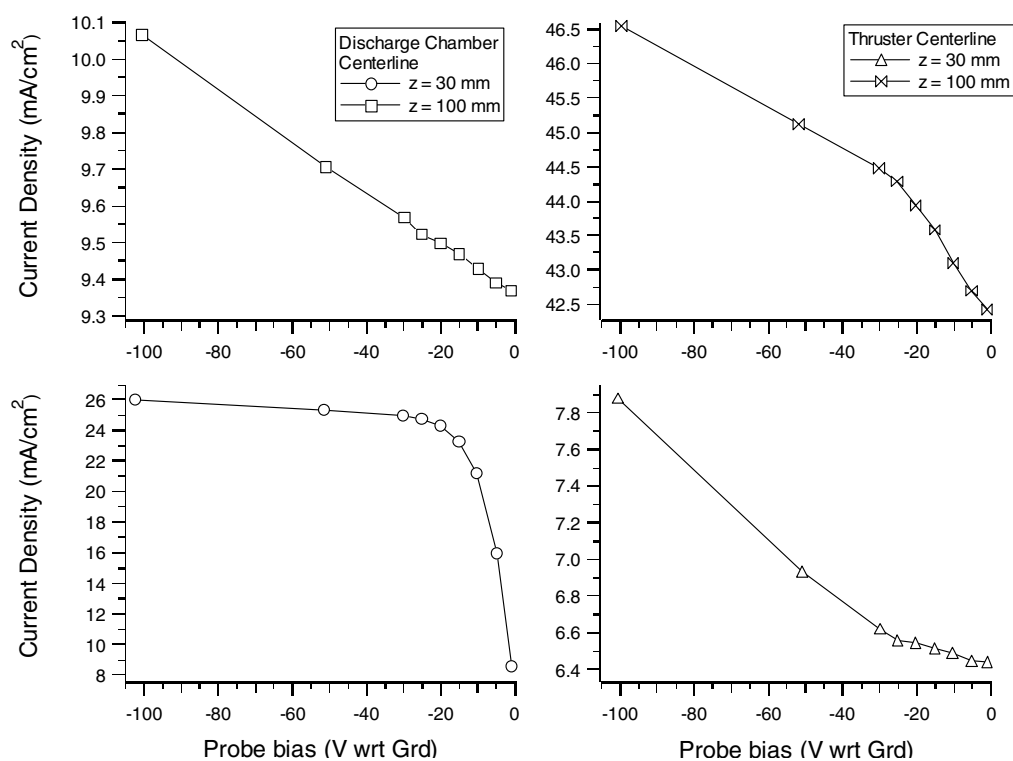 10.1
10.0
9.9
9.8
9.7
9.6
9.5
9.4
9.3
Current Density (mA/cm²)
Discharge Chamber
Centerline
z = 30 mm
z = 100 mm
-100 -80 -60 -40 -20 0
46.5
46.0
45.5
45.0
44.5
44.0
43.5
43.0
42.5
Thruster Centerline
z = 30 mm
z = 100 mm
-100 -80 -60 -40 -20 0
26
24
22
20
18
16
14
12
10
8
Current Density (mA/cm²)
-100 -80 -60 -40 -20 0
Probe bias (V wrt Grd)
7.8
7.6
7.4
7.2
7.0
6.8
6.6
6.4
-100 -80 -60 -40 -20 0
Probe bias (V wrt Grd)